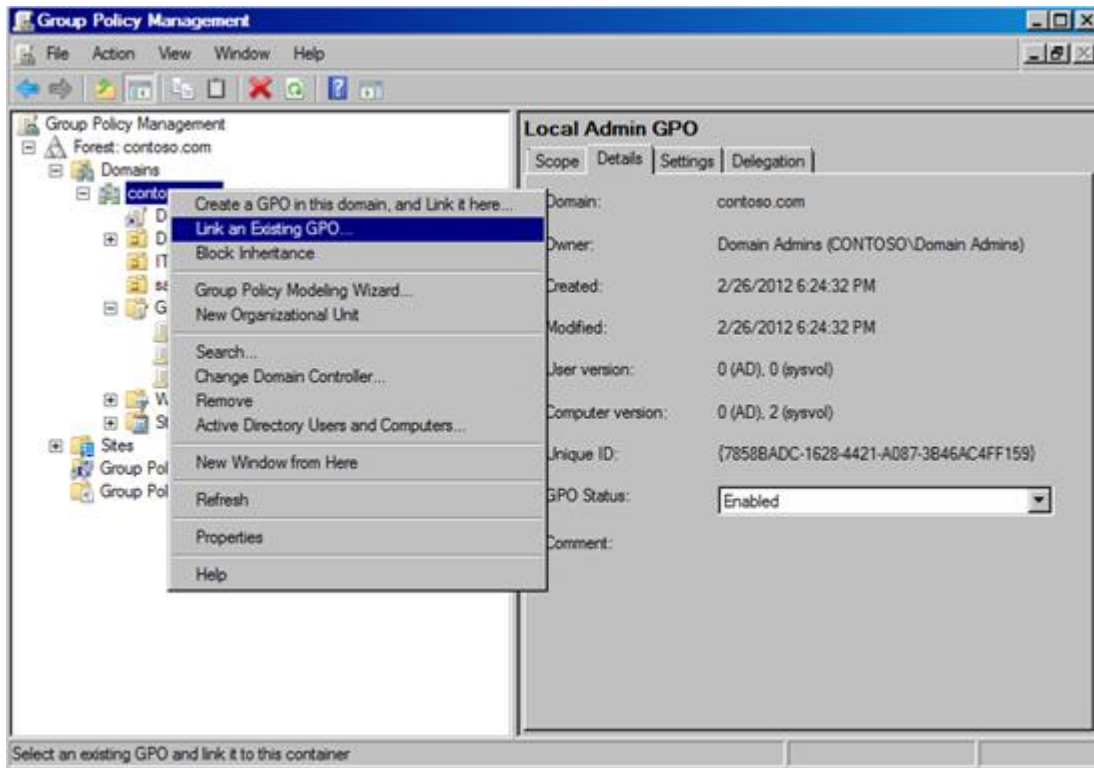 Group Policy Management
File Action View Window Help
Group Policy Management
Forest: contoso.com
Domains
Sites
Create a GPO in this domain, and Link it here...
Link an Existing GPO...
Block Inheritance
Group Policy Modeling Wizard...
New Organizational Unit
Search...
Change Domain Controller...
Remove
Active Directory Users and Computers...
New Window from Here
Refresh
Properties
Help
Local Admin GPO
Scope Details Settings Delegation
Domain: contoso.com
Owner: Domain Admins (CONTOSO\Domain Admins)
Created: 2/26/2012 6:24:32 PM
Modified: 2/26/2012 6:24:32 PM
User version: 0 (AD), 0 (sysvol)
Computer version: 0 (AD), 2 (sysvol)
Unique ID: {7858BADC-1628-4421-A087-3B46AC4FF159}
GPO Status: Enabled
Comment:
Select an existing GPO and link it to this container